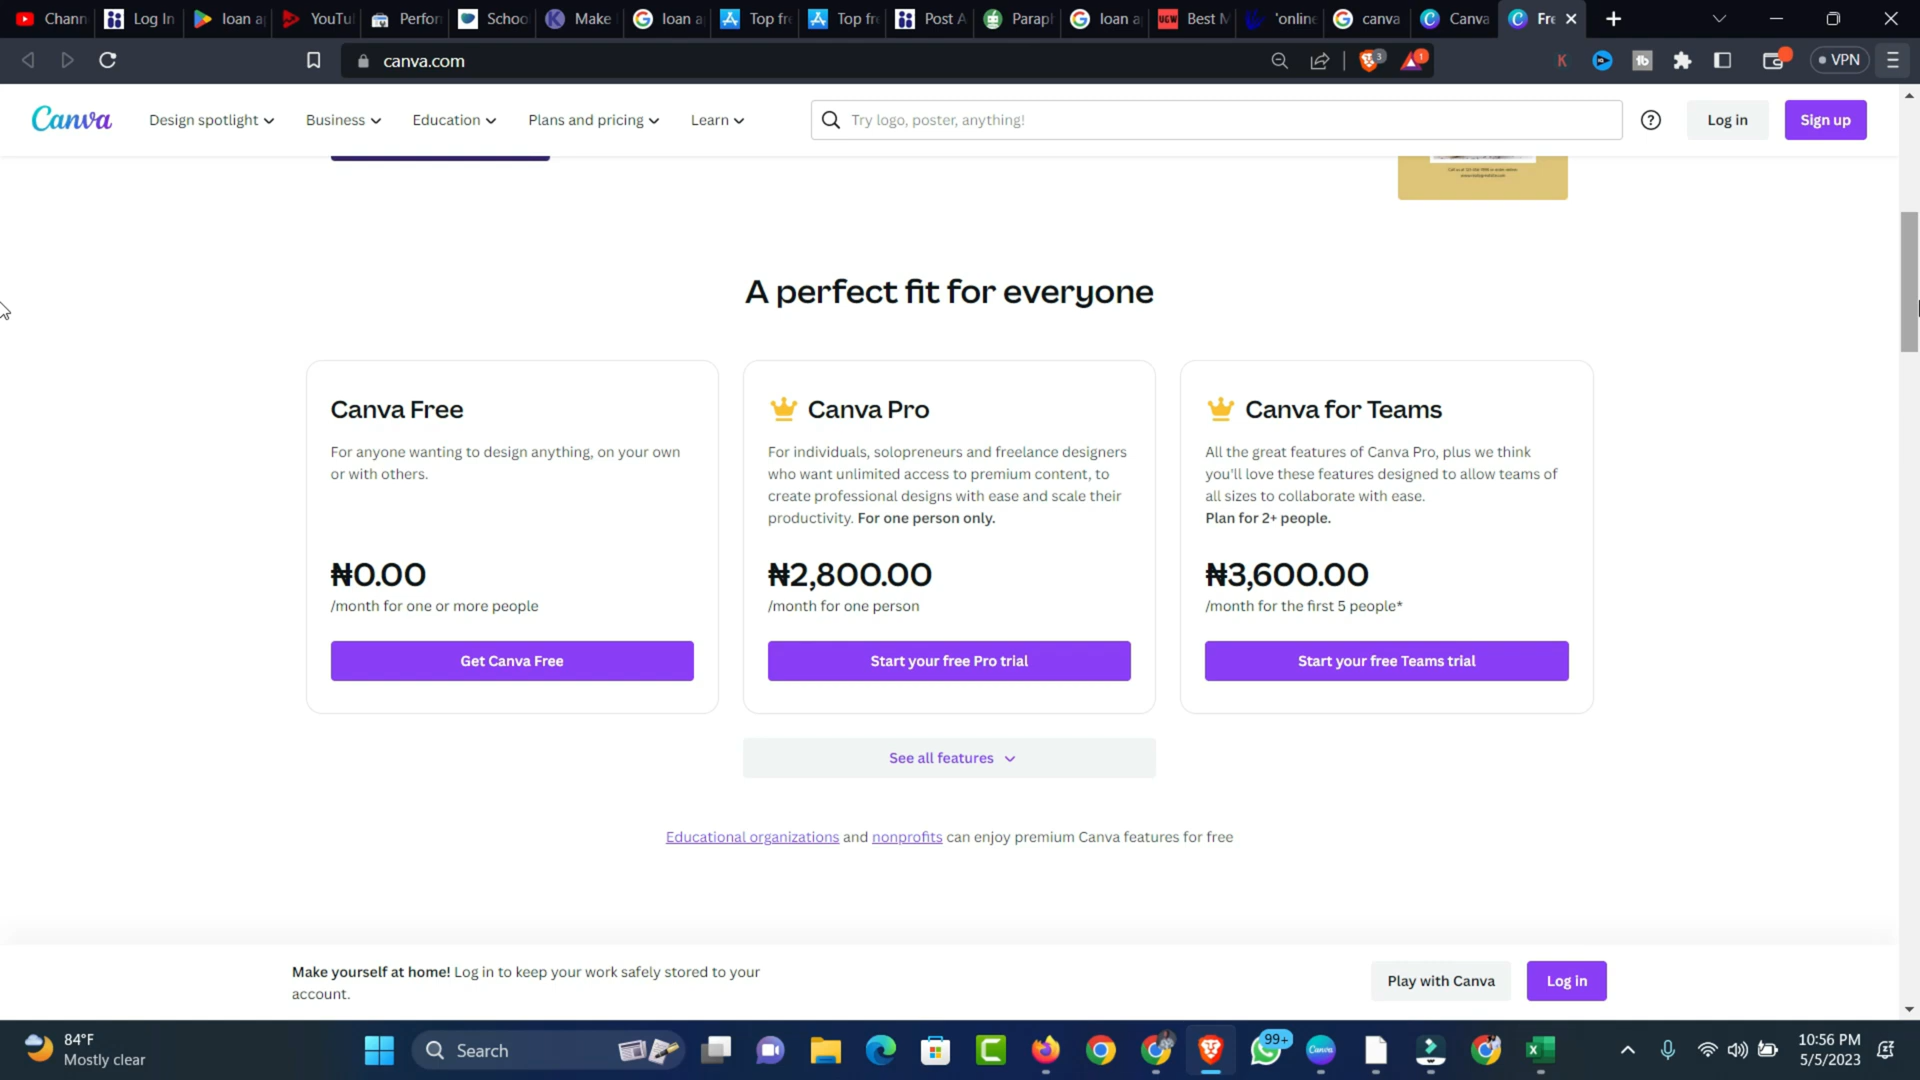 Chann
Log In
loan a
YouTu
Perfor
Schoo
Make
loan a
Top fr
Top fr
Post A
Paraph
loan a
UGW
Best M
'online
canva
Canva
Fre
canva.com
3
1
K
VPN
Canva
Design spotlight
Business
Education
Plans and pricing
Learn
Try logo, poster, anything!
Log in
Sign up
A perfect fit for everyone
Canva Free
For anyone wanting to design anything, on your own
or with others.
₦0.00
/month for one or more people
Get Canva Free
Canva Pro
For individuals, solopreneurs and freelance designers
who want unlimited access to premium content, to
create professional designs with ease and scale their
productivity. For one person only.
₦2,800.00
/month for one person
Start your free Pro trial
Canva for Teams
All the great features of Canva Pro, plus we think
you'll love these features designed to allow teams of
all sizes to collaborate with ease.
Plan for 2+ people.
₦3,600.00
/month for the first 5 people*
Start your free Teams trial
See all features
Educational organizations and nonprofits can enjoy premium Canva features for free
Make yourself at home! Log in to keep your work safely stored to your
account.
Play with Canva
Log in
84°F
Mostly clear
Search
99+
Canva
10:56 PM
5/5/2023